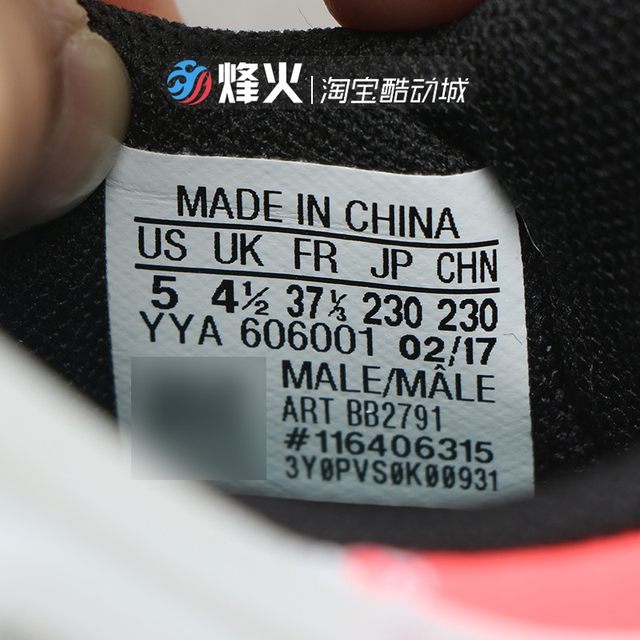 烽火 | 淘宝酷动城
MADE IN CHINA
US UK FR JP CHN
5 4½ 37⅓ 230 230
YYA 606001 02/17
MALE/MÂLE
ART BB2791
#116406315
3Y0PVS0K00931